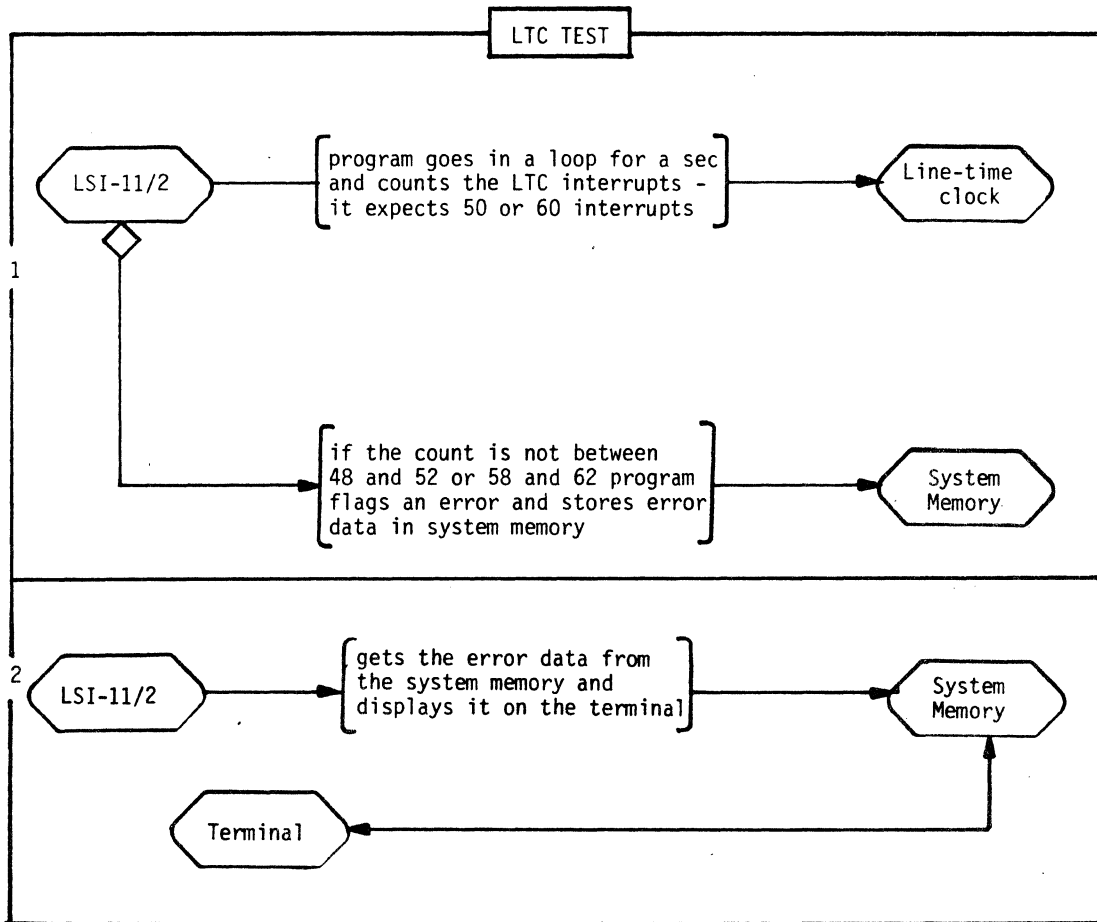 LTC TEST
LSI-11/2
program goes in a loop for a sec
and counts the LTC interrupts -
it expects 50 or 60 interrupts
Line-time
clock
1
if the count is not between
48 and 52 or 58 and 62 program
flags an error and stores error
data in system memory
System
Memory
2
LSI-11/2
gets the error data from
the system memory and
displays it on the terminal
System
Memory
Terminal